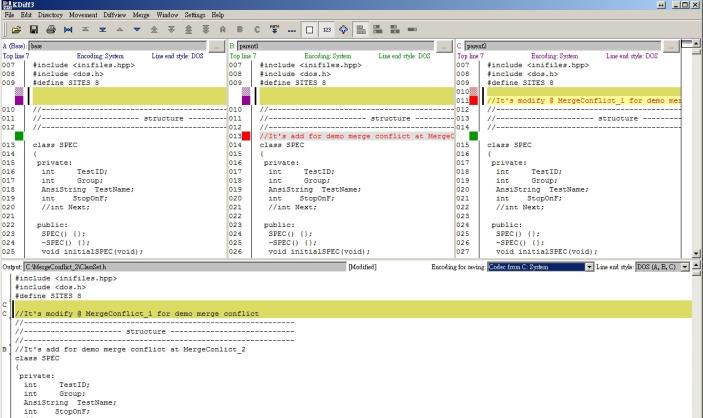 KDiff3
File Edit Directory Movement Diffview Merge Window Settings Help
A B C 123
A (Base): base ...
Top line 7 Encoding: System Line end style: DOS
007 #include <inifiles.hpp>
008 #include <dos.h>
009 #define SITES 8
010 //--------------------------------
011 //---------------------- structure ------
012 //--------------------------------
013 class SPEC
014 {
015 private:
016 int TestID;
017 int Group;
018 AnsiString TestName;
019 int StopOnF;
020 //int Next;
021
022 public:
023 SPEC() {};
024 ~SPEC() {};
025 void initialSPEC(void);
B parent1 ...
Top line 7 Encoding: System Line end style: DOS
007 #include <inifiles.hpp>
008 #include <dos.h>
009 #define SITES 8
010 //--------------------------------
011 //---------------------- structure ------
012 //--------------------------------
013 //It's add for demo merge conflict at MergeC
014 class SPEC
015 {
016 private:
017 int TestID;
018 int Group;
019 AnsiString TestName;
020 int StopOnF;
021 //int Next;
022
023 public:
024 SPEC() {};
025 ~SPEC() {};
026 void initialSPEC(void);
C parent2 ...
Top line 7 Encoding: System Line end style: DOS
007 #include <inifiles.hpp>
008 #include <dos.h>
009 #define SITES 8
010
011 //It's modify @ MergeConflict_1 for demo mer
012 //--------------------------------
013 //---------------------- structure ------
014 //--------------------------------
015 class SPEC
016 {
017 private:
018 int TestID;
019 int Group;
020 AnsiString TestName;
021 int StopOnF;
022 //int Next;
023
024 public:
025 SPEC() {};
026 ~SPEC() {};
027 void initialSPEC(void);
Output: C:\MergeConflict_2\ClassSet.h [Modified] Encoding for saving: Codec from C: System Line end style: DOS (A, B, C)
#include <inifiles.hpp>
#include <dos.h>
#define SITES 8
C
C //It's modify @ MergeConflict_1 for demo merge conflict
//--------------------------------------------------------------
//---------------------- structure ----------------------------
//--------------------------------------------------------------
B //It's add for demo merge conflict at MergeConlict_2
class SPEC
{
private:
int TestID;
int Group;
AnsiString TestName;
int StopOnF;